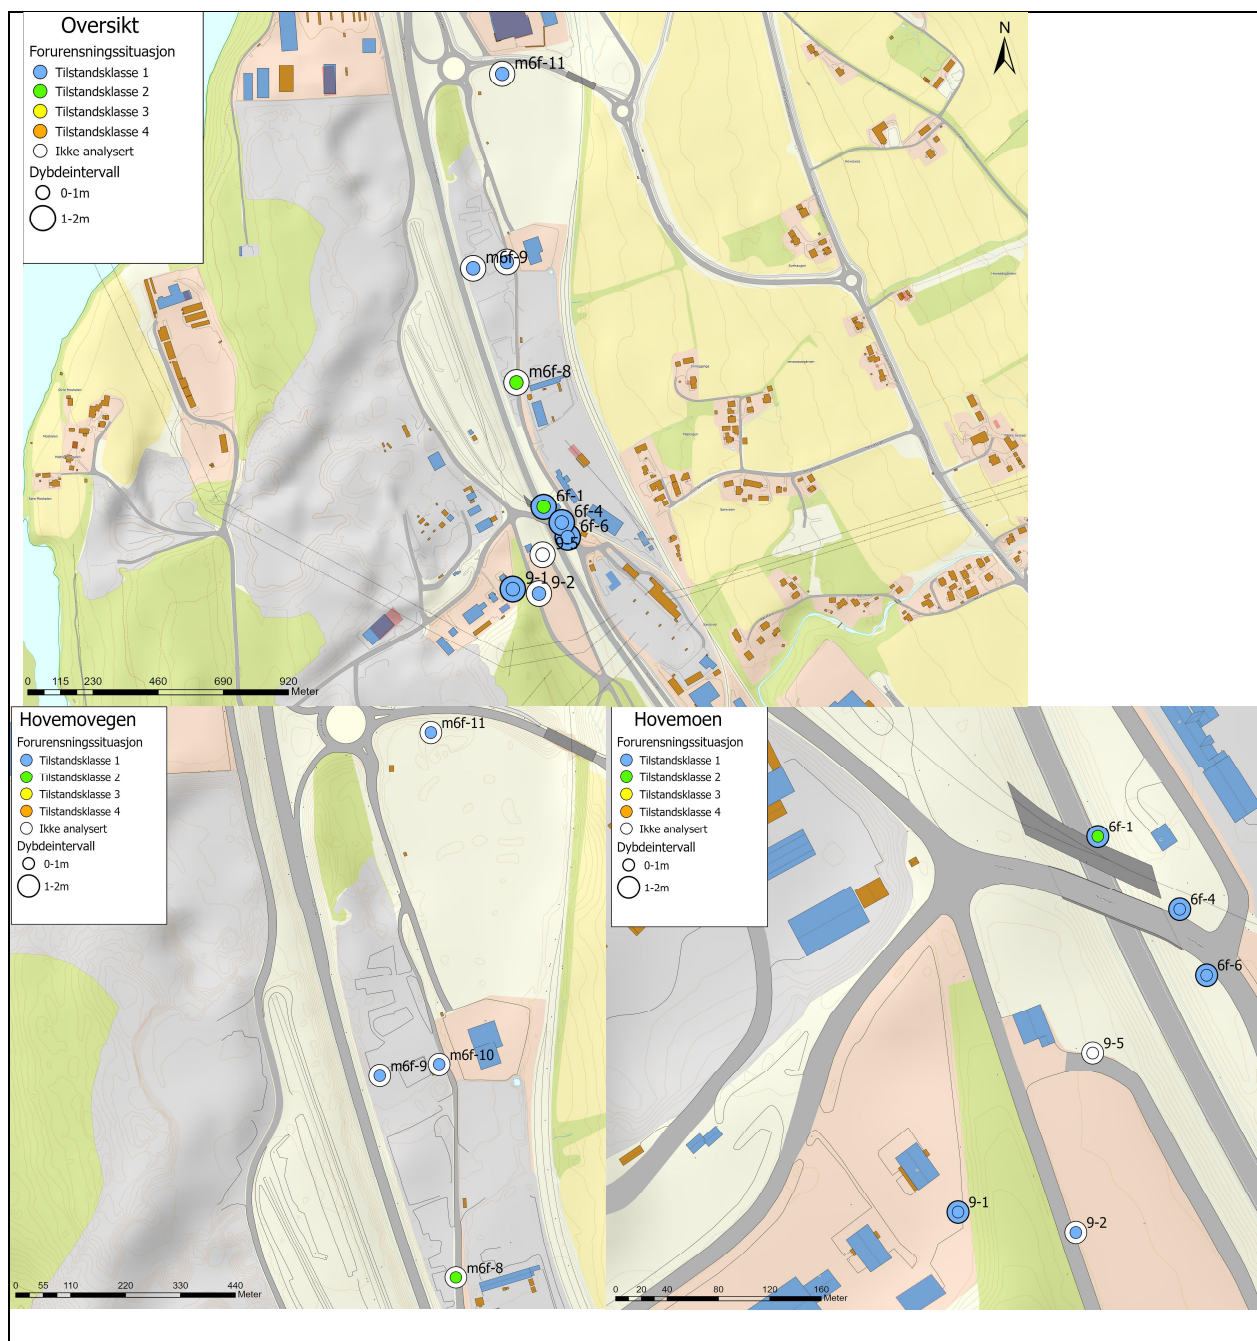 Oversikt
Forurensningssituasjon
Tilstandsklasse 1
Tilstandsklasse 2
Tilstandsklasse 3
Tilstandsklasse 4
Ikke analysert
Dybdeintervall
0-1m
1-2m
N
m6f-11
m6f-9
m6f-8
6f-1
6f-4
6f-6
9-5
9-1
9-2
0 115 230 460 690 920
Meter
Hovemovegen
Forurensningssituasjon
Tilstandsklasse 1
Tilstandsklasse 2
Tilstandsklasse 3
Tilstandsklasse 4
Ikke analysert
Dybdeintervall
0-1m
1-2m
m6f-11
m6f-10
m6f-9
m6f-8
0 55 110 220 330 440
Meter
Hovemoen
Forurensningssituasjon
Tilstandsklasse 1
Tilstandsklasse 2
Tilstandsklasse 3
Tilstandsklasse 4
Ikke analysert
Dybdeintervall
0-1m
1-2m
6f-1
6f-4
6f-6
9-5
9-1
9-2
0 20 40 80 120 160
Meter